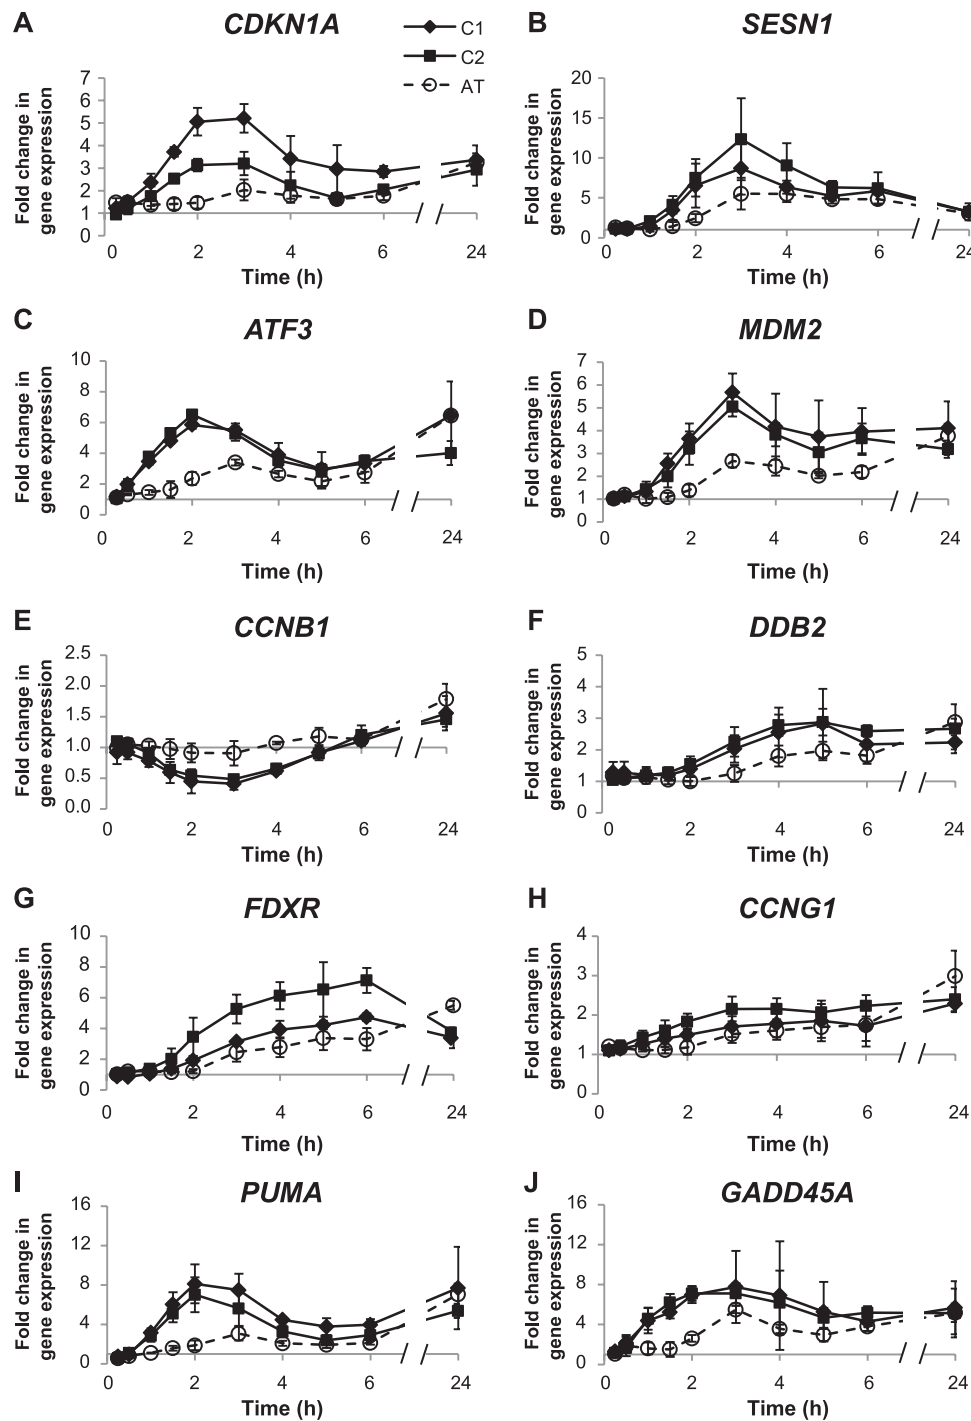 A
CDKN1A
C1
C2
AT
Fold change in
gene expression
7
6
5
4
3
2
1
0
0
2
4
6
24
Time (h)
B
SESN1
Fold change in
gene expression
20
15
10
5
1
0
0
2
4
6
24
Time (h)
C
ATF3
Fold change in
gene expression
10
8
6
4
2
1
0
0
2
4
6
24
Time (h)
D
MDM2
Fold change in
gene expression
7
6
5
4
3
2
1
0
0
2
4
6
24
Time (h)
E
CCNB1
Fold change in
gene expression
2.5
2.0
1.5
1.0
0.5
0.0
0
2
4
6
24
Time (h)
F
DDB2
Fold change in
gene expression
5
4
3
2
1
0
0
2
4
6
24
Time (h)
G
FDXR
Fold change in
gene expression
10
8
6
4
2
1
0
0
2
4
6
24
Time (h)
H
CCNG1
Fold change in
gene expression
4
3
2
1
0
0
2
4
6
24
Time (h)
I
PUMA
Fold change in
gene expression
16
12
8
4
1
0
0
2
4
6
24
Time (h)
J
GADD45A
Fold change in
gene expression
16
12
8
4
1
0
0
2
4
6
24
Time (h)